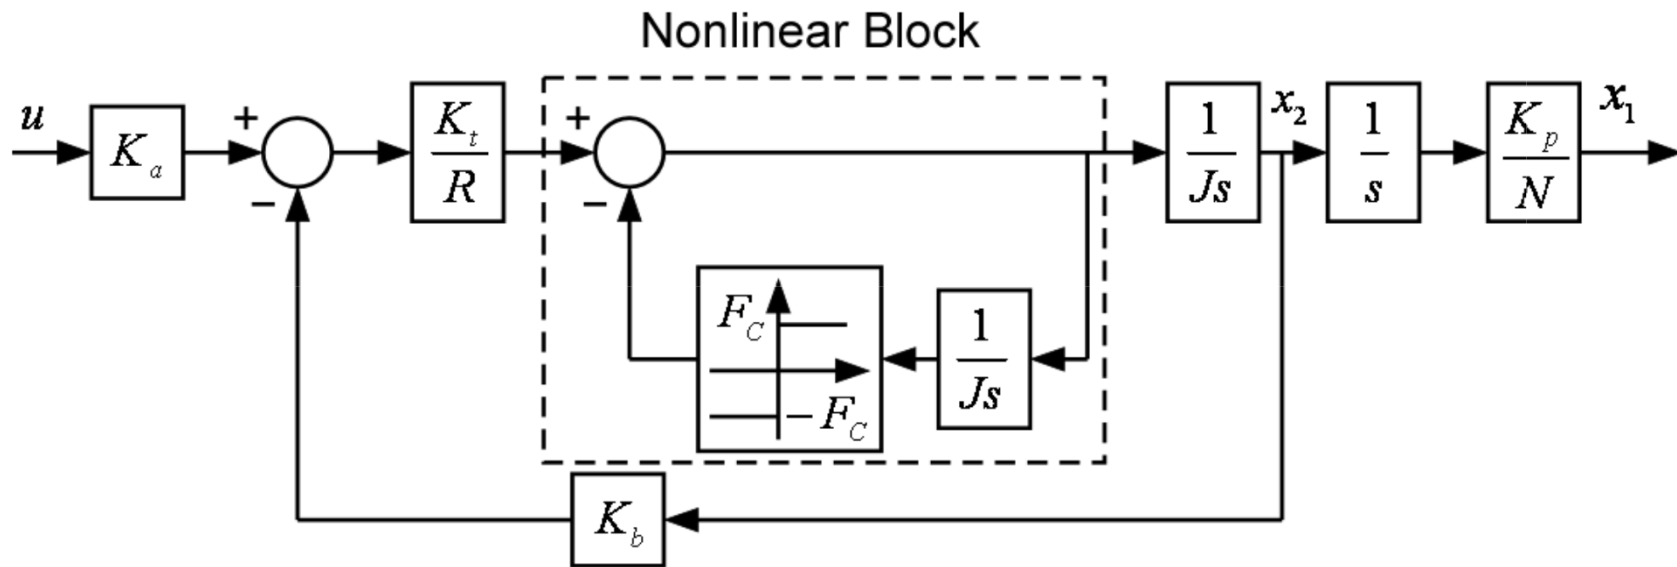 Nonlinear Block
u
K_a
+
−
K_t
R
+
−
1
Js
x_2
1
s
K_p
N
x_1
F_C
− F_C
1
Js
K_b